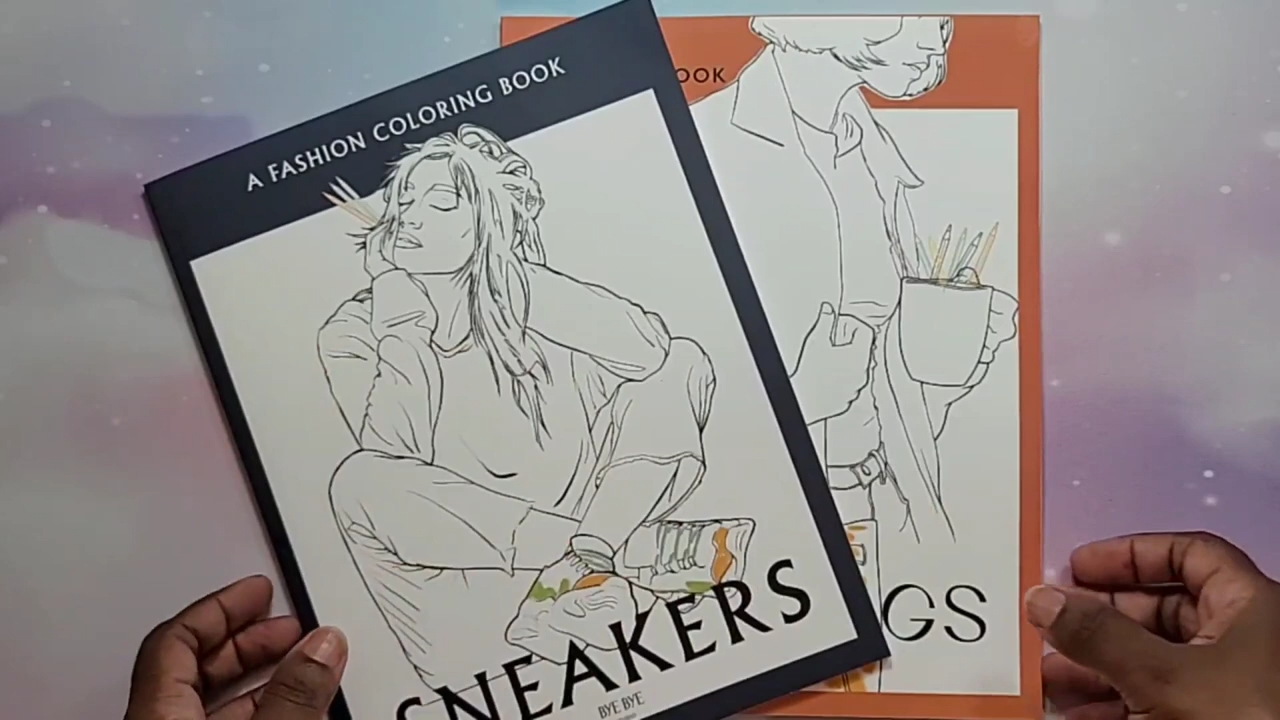 A FASHION COLORING BOOK
OOK
SNEAKERS
GS
BYE BYE